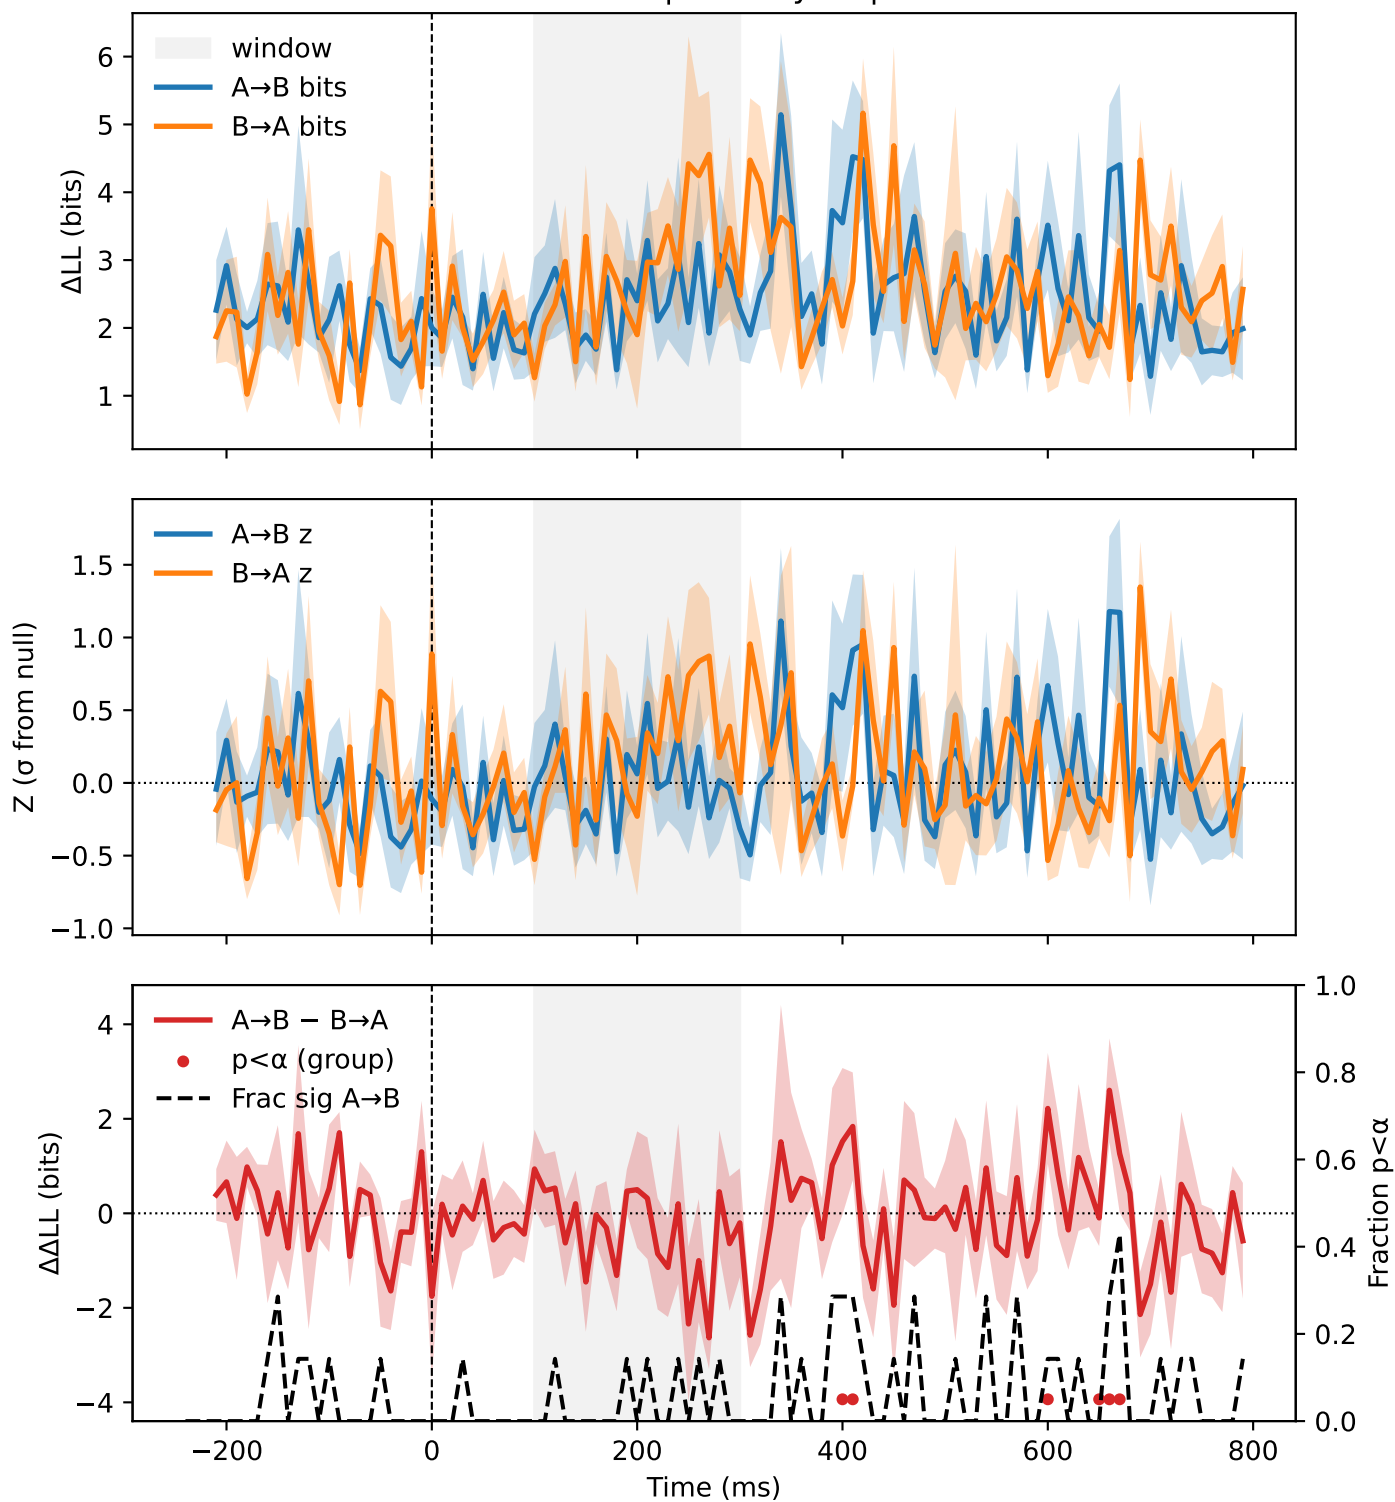 window
A→B bits
B→A bits
ΔLL (bits)
6
5
4
3
2
1
A→B z
B→A z
Z (σ from null)
1.5
1.0
0.5
0.0
−0.5
−1.0
A→B − B→A
p<α (group)
Frac sig A→B
ΔΔLL (bits)
4
2
0
−2
−4
1.0
0.8
0.6
0.4
0.2
0.0
Fraction p<α
−200
0
200
400
600
800
Time (ms)